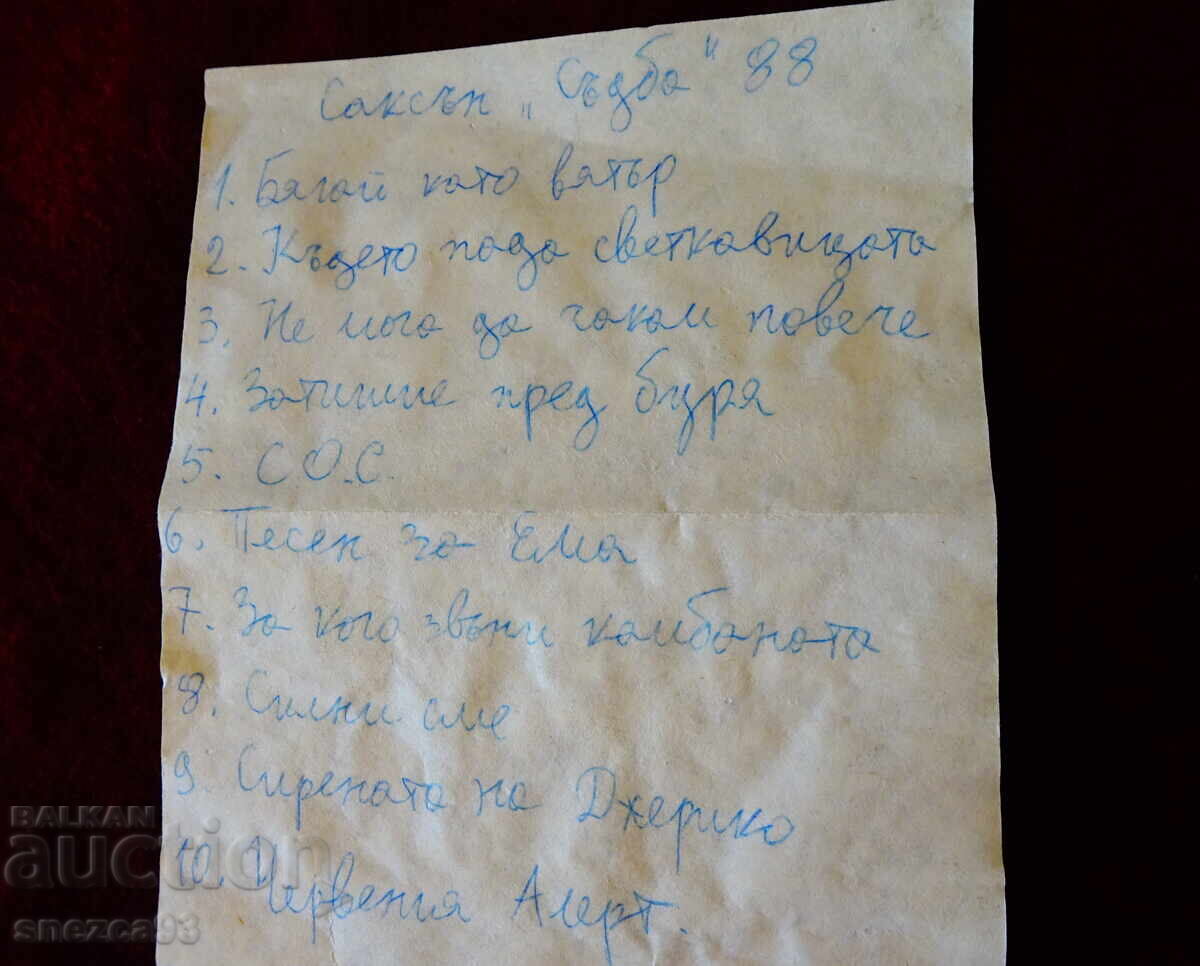 Саксън „Съдба" 88
1. Бягай като вятър
2. Където пада светкавицата
3. Не мога да чакам повече
4. Затишие пред буря
5. С.О.С.
6. Песен за Ема
7. За кого звъни камбаната
8. Силни сме
9. Сирената на Джерико
10. Червения Алерт.
BALKAN
auction
snezca93